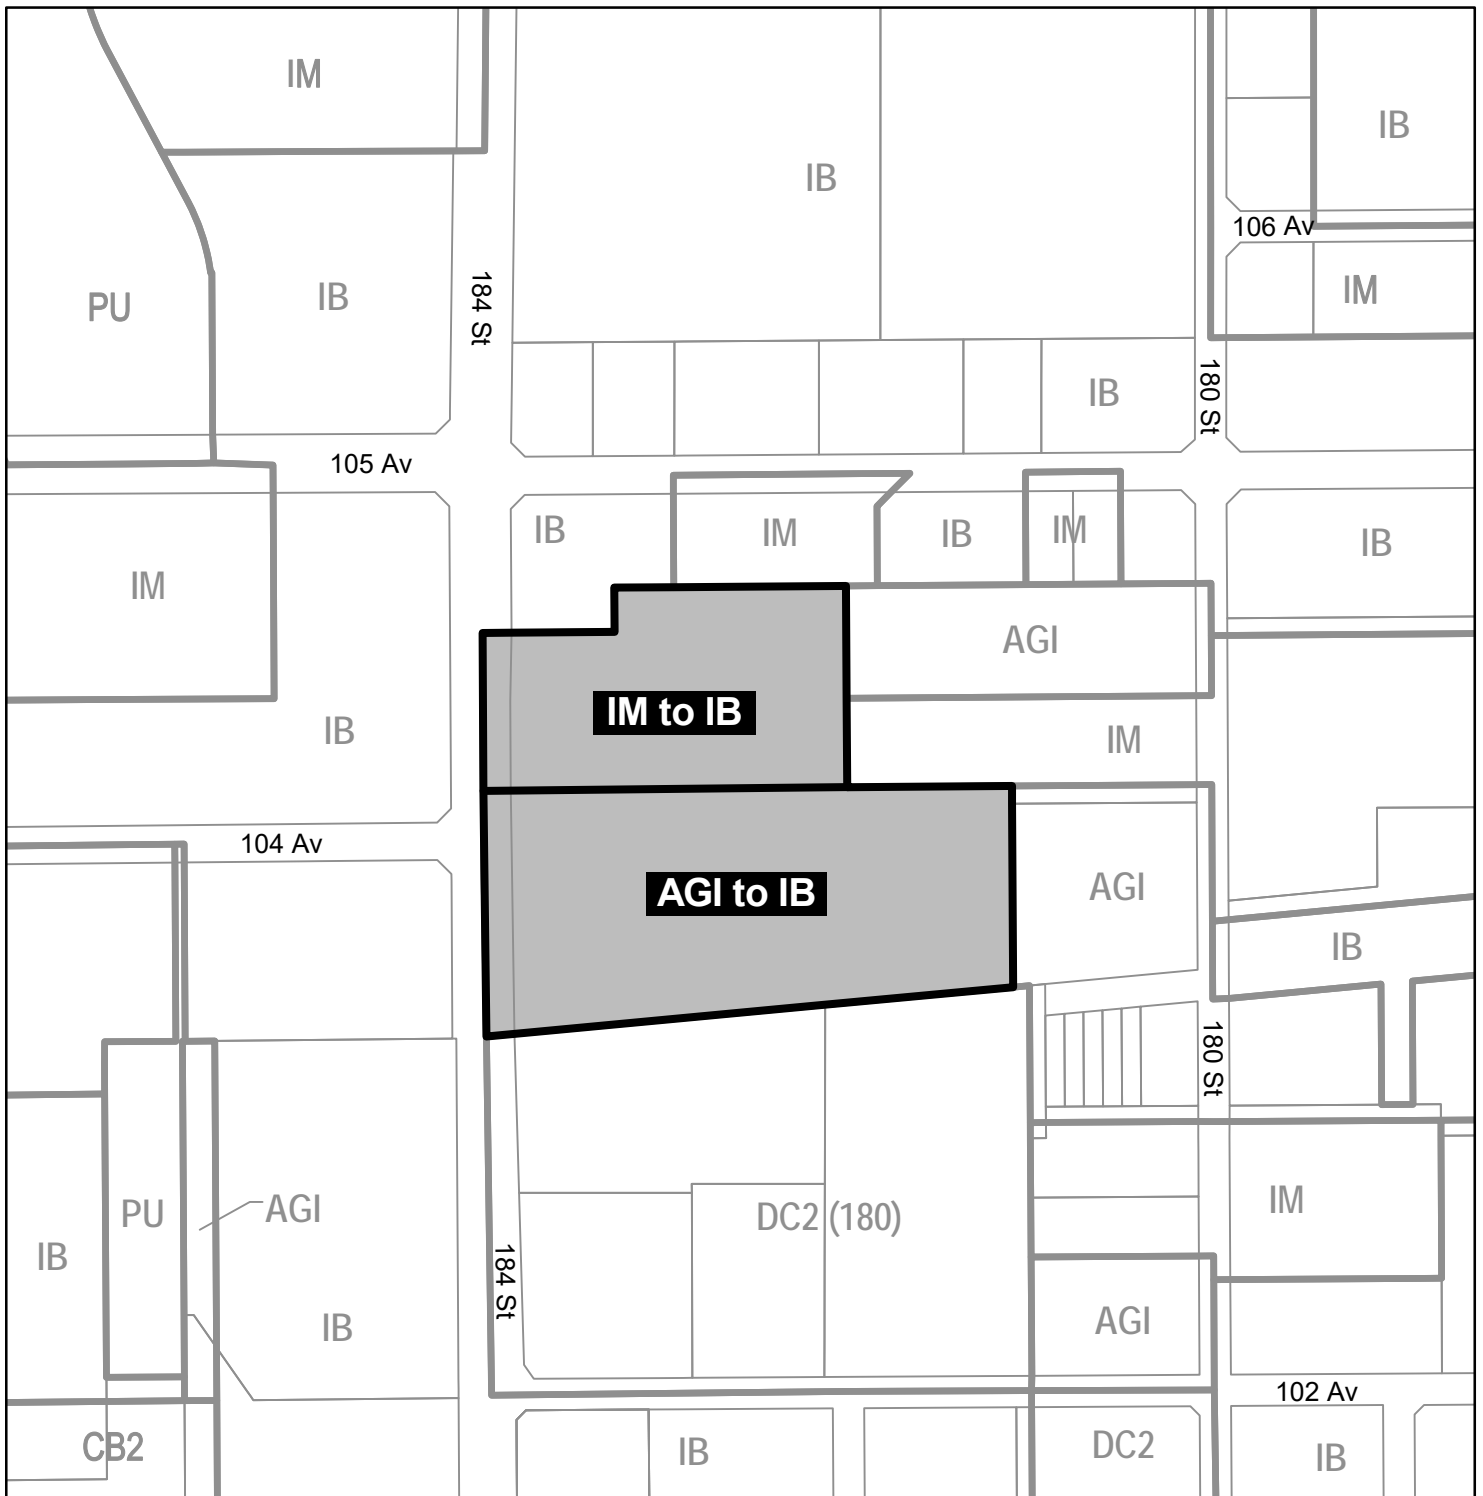 IM
IB
IB
106 Av
PU
IB
184 St
IM
180 St
IB
105 Av
IB
IM
IB
IM
IB
IM
AGI
IM to IB
IB
IM
104 Av
AGI to IB
AGI
IB
180 St
PU
AGI
IM
DC2 (180)
IB
184 St
IB
AGI
102 Av
CB2
IB
DC2
IB